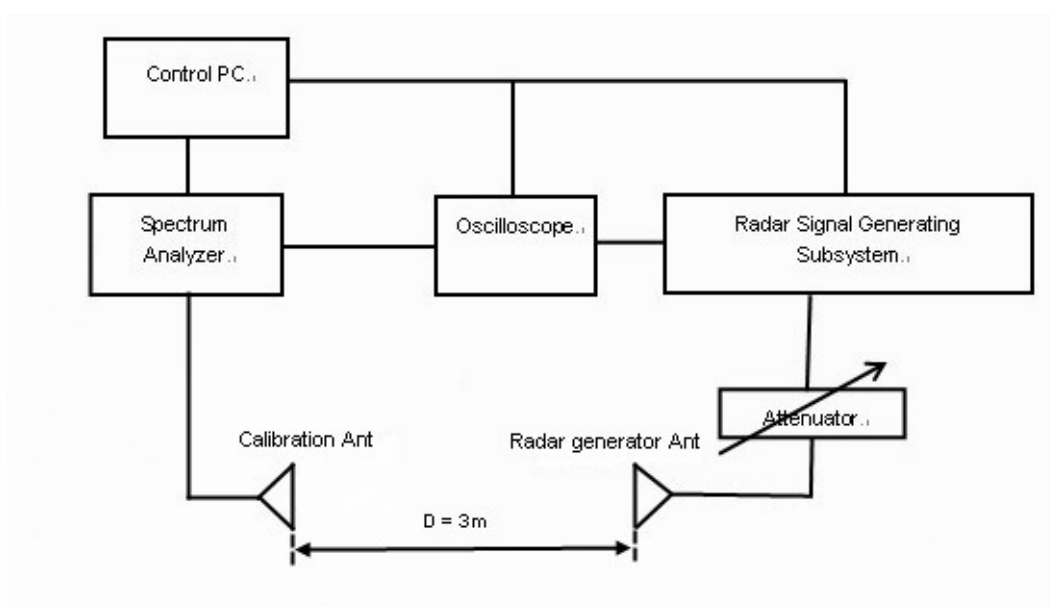 Control PC.
Spectrum
Analyzer.
Oscilloscope.
Radar Signal Generating
Subsystem.
Attenuator.
Calibration Ant
Radar generator Ant
D = 3m